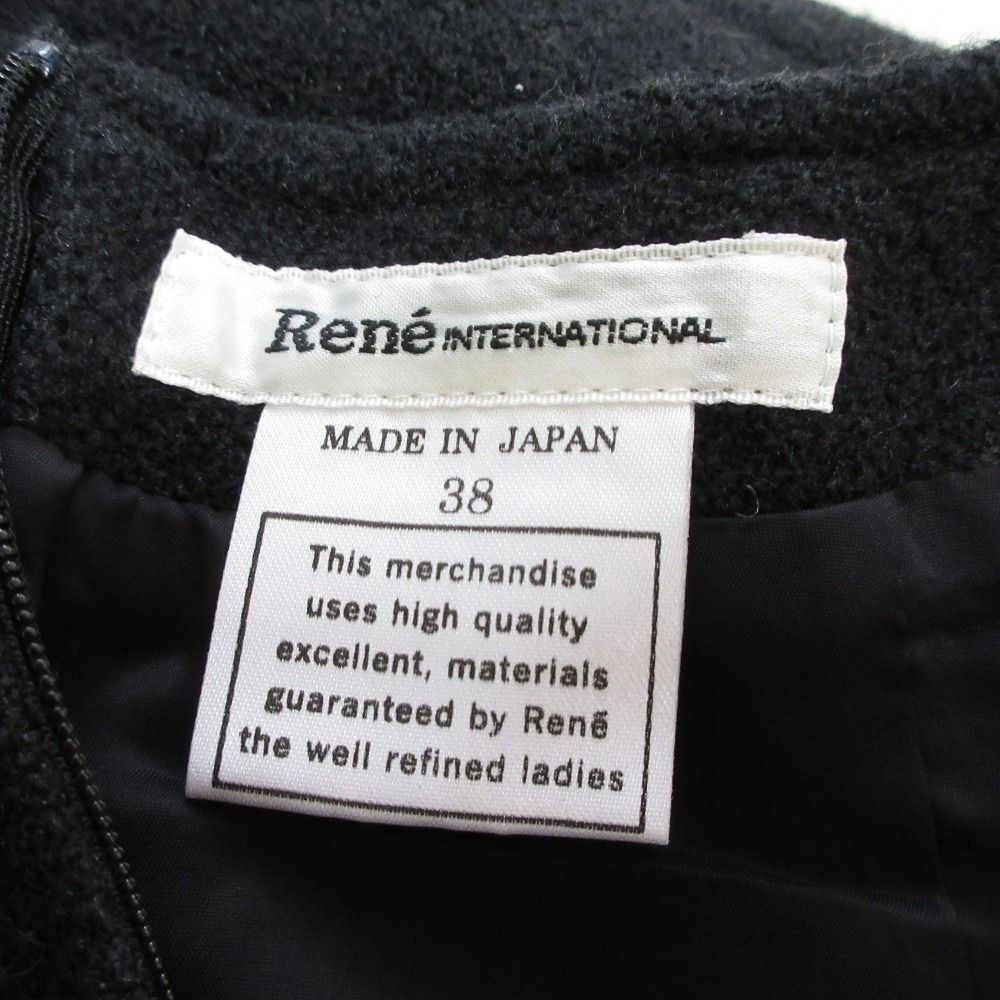 René INTERNATIONAL
MADE IN JAPAN
38
This merchandise
uses high quality
excellent, materials
guaranteed by René
the well refined ladies